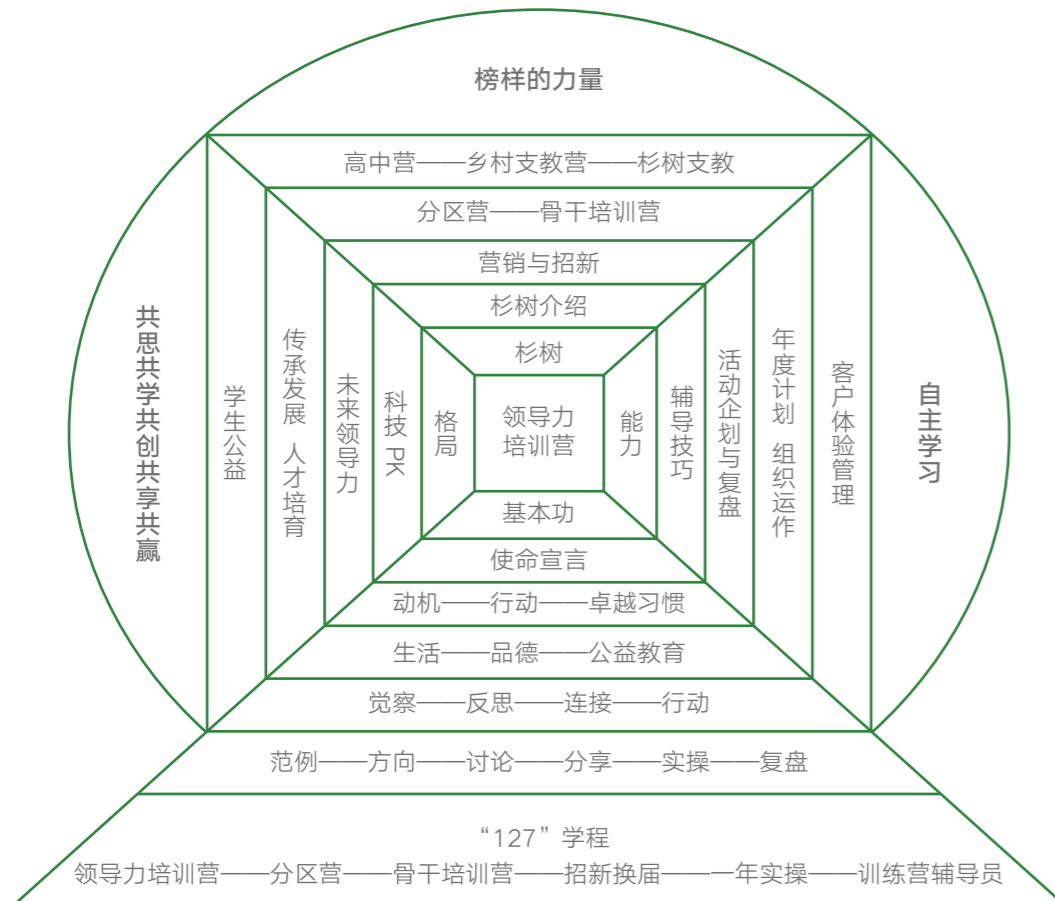 榜样的力量
高中营——乡村支教营——杉树支教
分区营——骨干培训营
营销与招新
杉树介绍
杉树
共思共学共创共享共赢
学生公益
传承发展 人才培育
未来领导力
科技 PK
格局
领导力
培训营
能力
辅导技巧
活动企划与复盘
年度计划 组织运作
客户体验管理
自主学习
基本功
使命宣言
动机——行动——卓越习惯
生活——品德——公益教育
觉察——反思——连接——行动
范例——方向——讨论——分享——实操——复盘
“127”学程
领导力培训营——分区营——骨干培训营——招新换届——一年实操——训练营辅导员